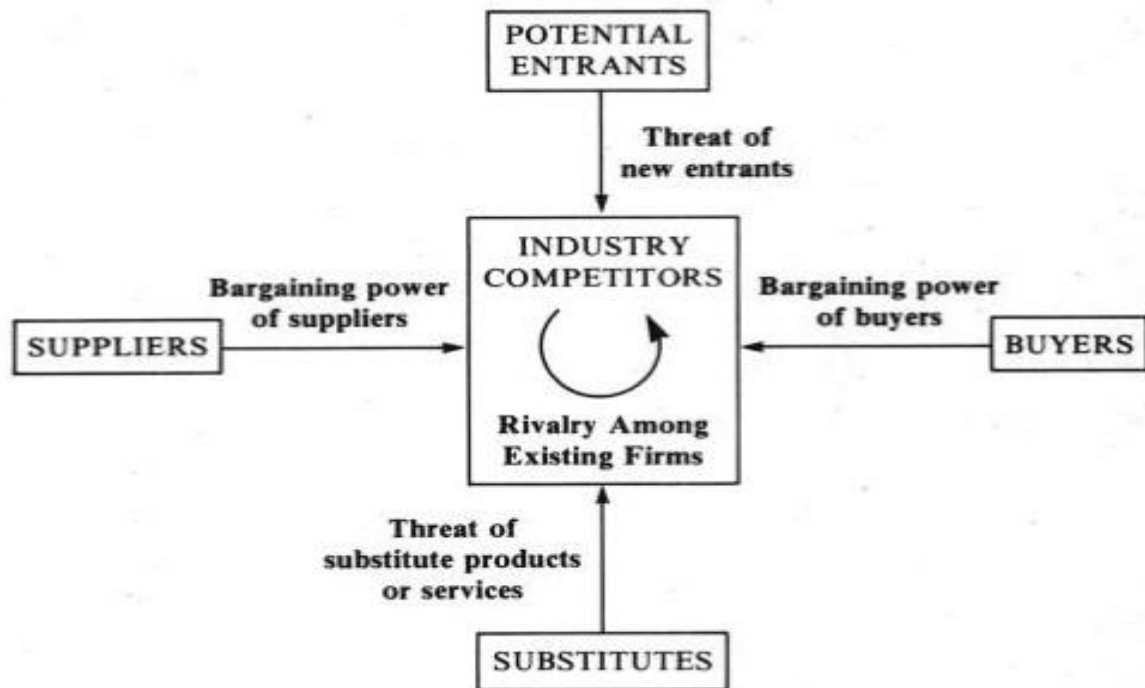 POTENTIAL
ENTRANTS
Threat of
new entrants
INDUSTRY
COMPETITORS
Bargaining power
of suppliers
SUPPLIERS
Bargaining power
of buyers
BUYERS
Rivalry Among
Existing Firms
Threat of
substitute products
or services
SUBSTITUTES